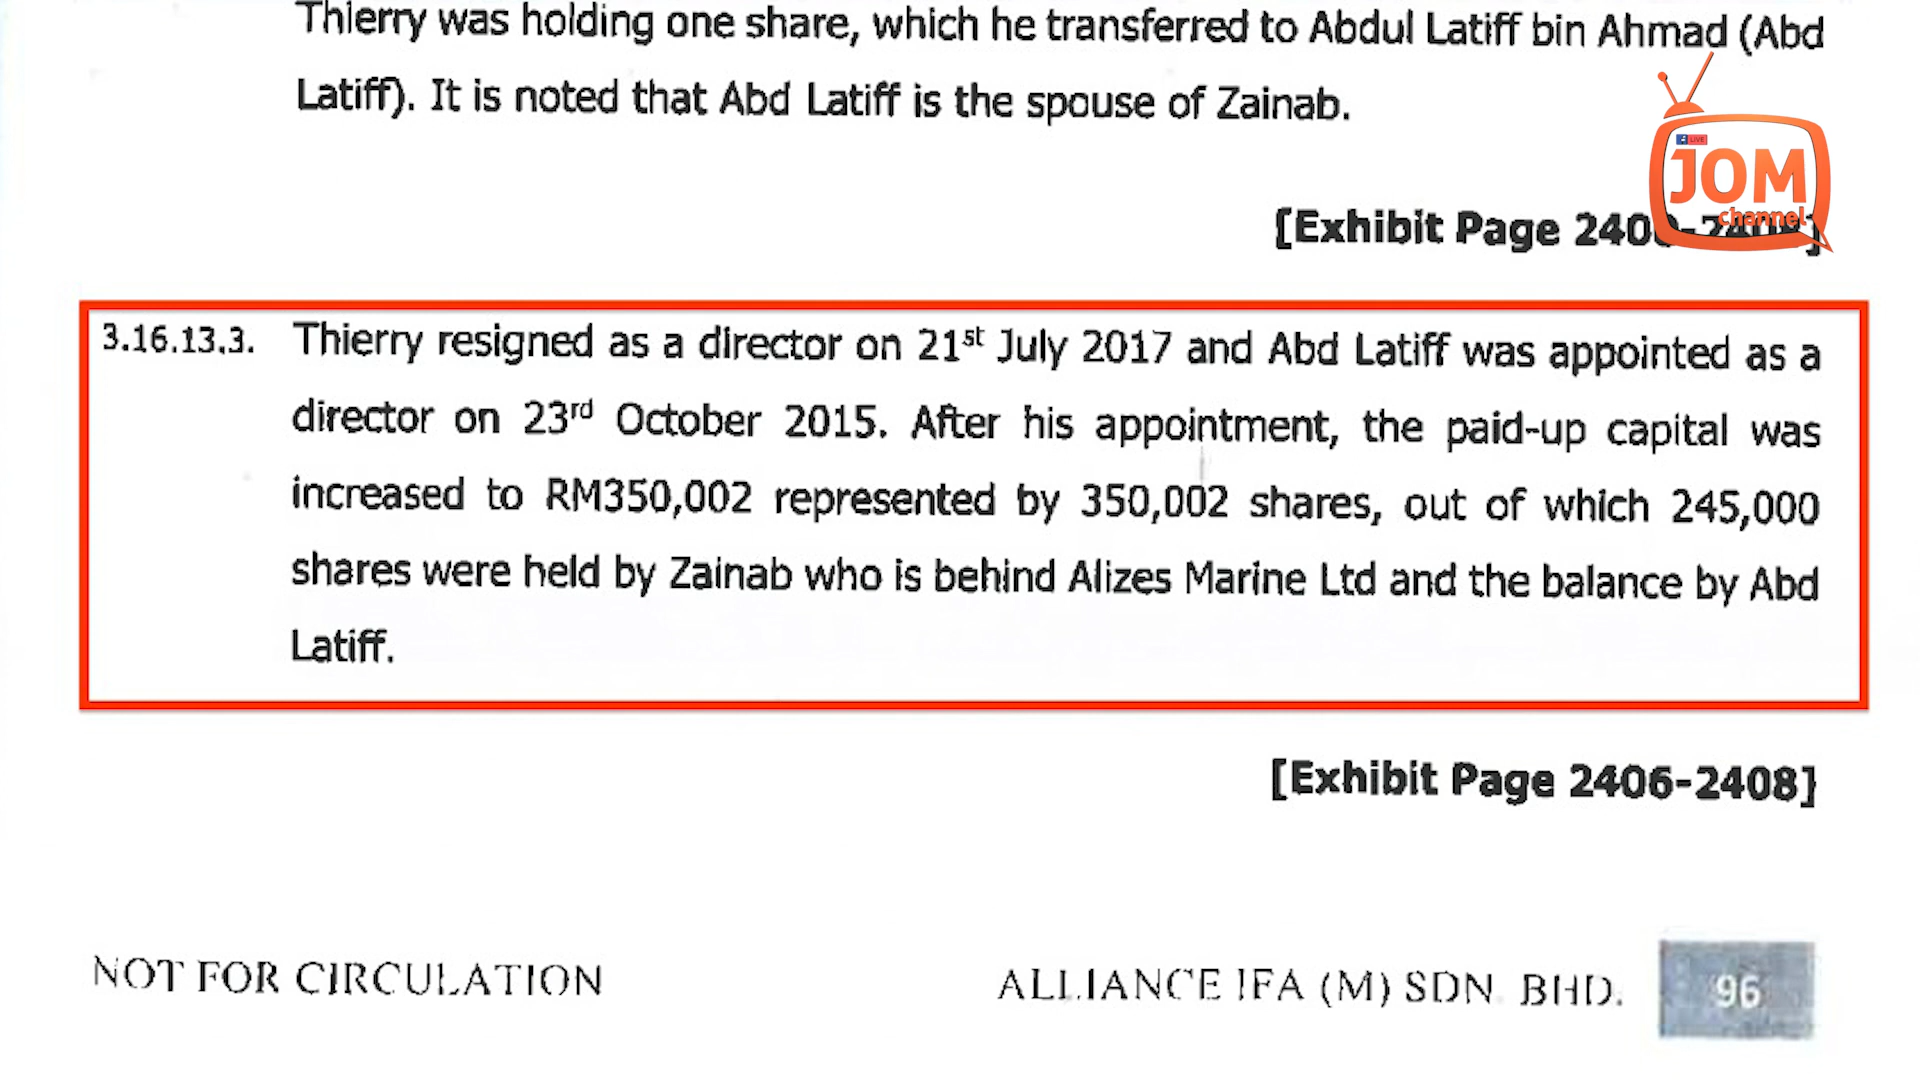 Thierry was holding one share, which he transferred to Abdul Latiff bin Ahmad (Abd
Latiff). It is noted that Abd Latiff is the spouse of Zainab.
LIVE
JOM
channel
[Exhibit Page 2400-2408]
3.16.13.3. Thierry resigned as a director on 21st July 2017 and Abd Latiff was appointed as a
director on 23rd October 2015. After his appointment, the paid-up capital was
increased to RM350,002 represented by 350,002 shares, out of which 245,000
shares were held by Zainab who is behind Alizes Marine Ltd and the balance by Abd
Latiff.
[Exhibit Page 2406-2408]
NOT FOR CIRCULATION
ALLIANCE IFA (M) SDN. BHD.
96